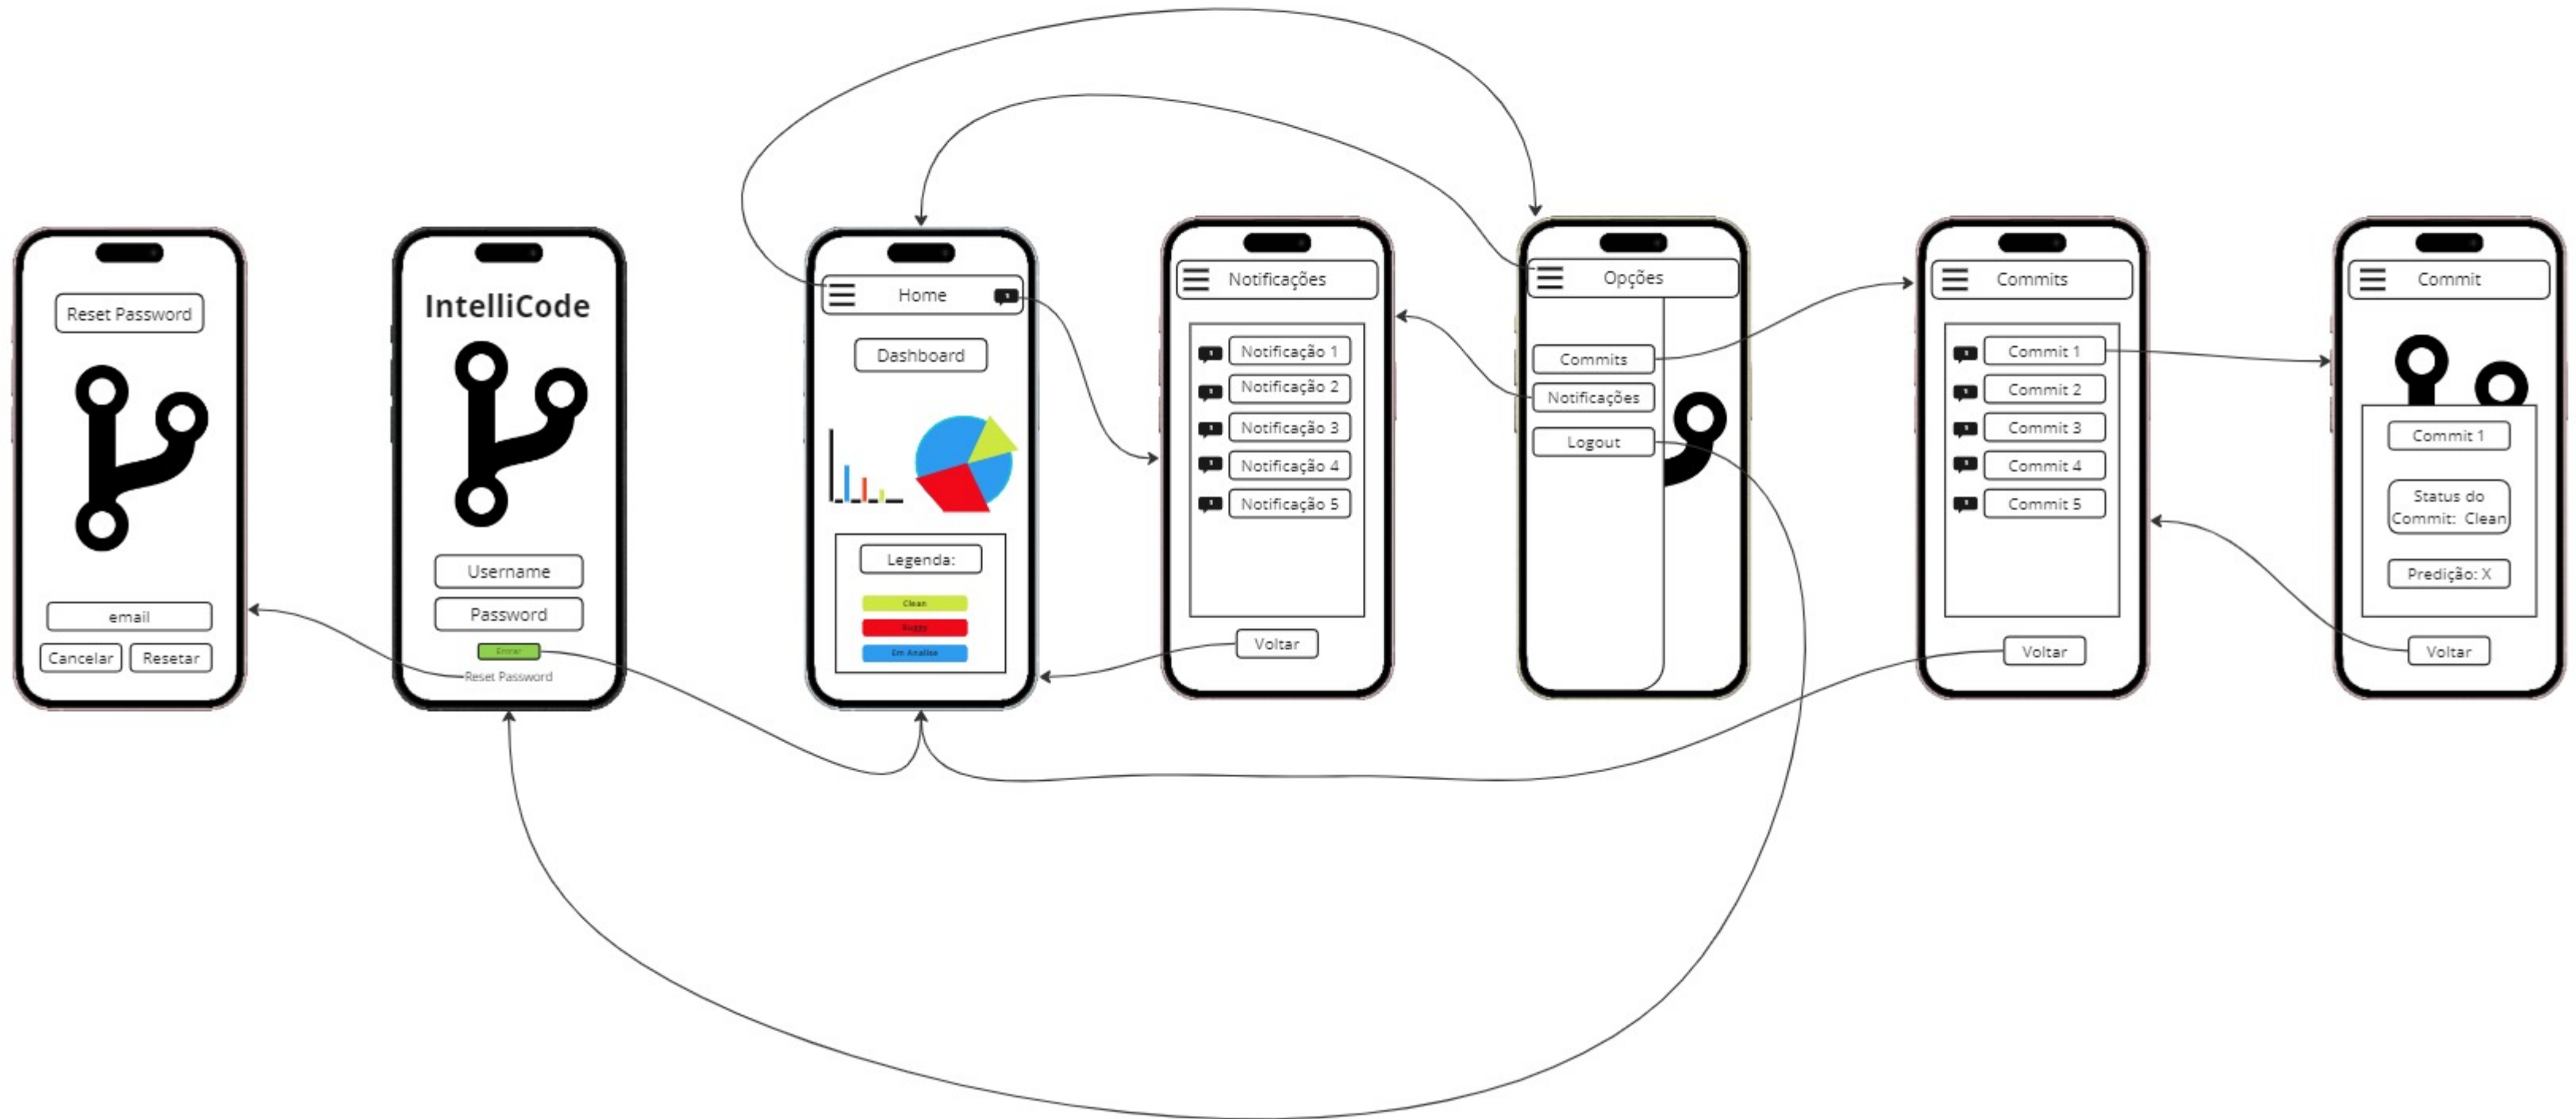 Reset Password
email
Cancelar
Resetar
IntelliCode
Username
Password
Entrar
Reset Password
Home
Dashboard
Legenda:
Clean
Buggy
Em Analise
Notificações
Notificação 1
Notificação 2
Notificação 3
Notificação 4
Notificação 5
Voltar
Opções
Commits
Notificações
Logout
Commits
Commit 1
Commit 2
Commit 3
Commit 4
Commit 5
Voltar
Commit
Commit 1
Status do
Commit: Clean
Predição: X
Voltar